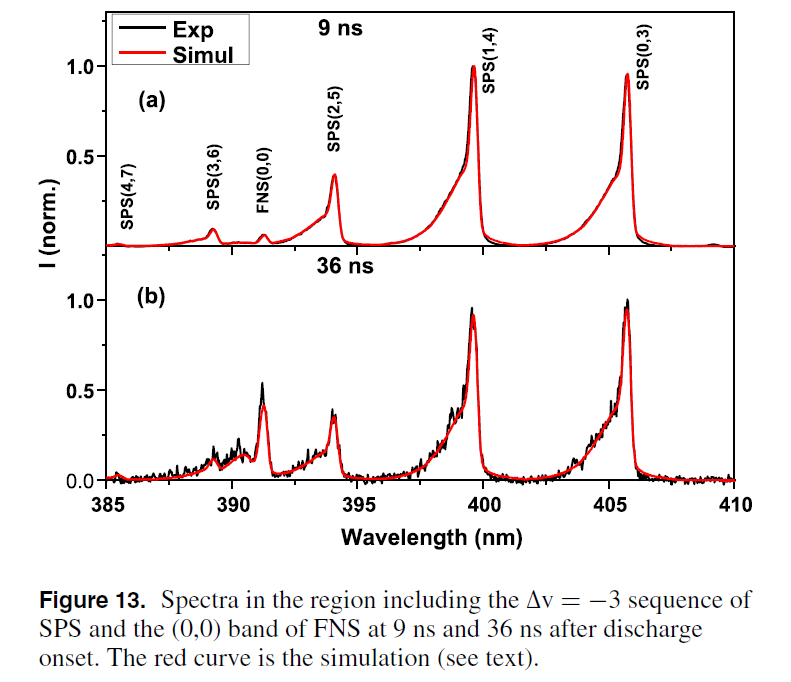 Exp
Simul
9 ns
(a)
SPS(4,7)
SPS(3,6)
FNS(0,0)
SPS(2,5)
SPS(1,4)
SPS(0,3)
1.0
0.5
I (norm.)
36 ns
(b)
1.0
0.5
0.0
385
390
395
400
405
410
Wavelength (nm)
Figure 13. Spectra in the region including the Δv = −3 sequence of
SPS and the (0,0) band of FNS at 9 ns and 36 ns after discharge
onset. The red curve is the simulation (see text).